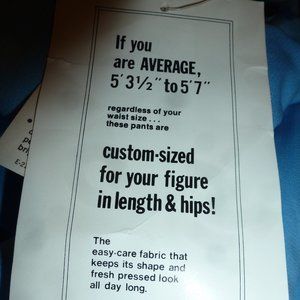 If you
are AVERAGE,
5'3½" to 5'7"
regardless of your
waist size...
these pants are
custom-sized
for your figure
in length & hips!
The
easy-care fabric that
keeps its shape and
fresh pressed look
all day long.